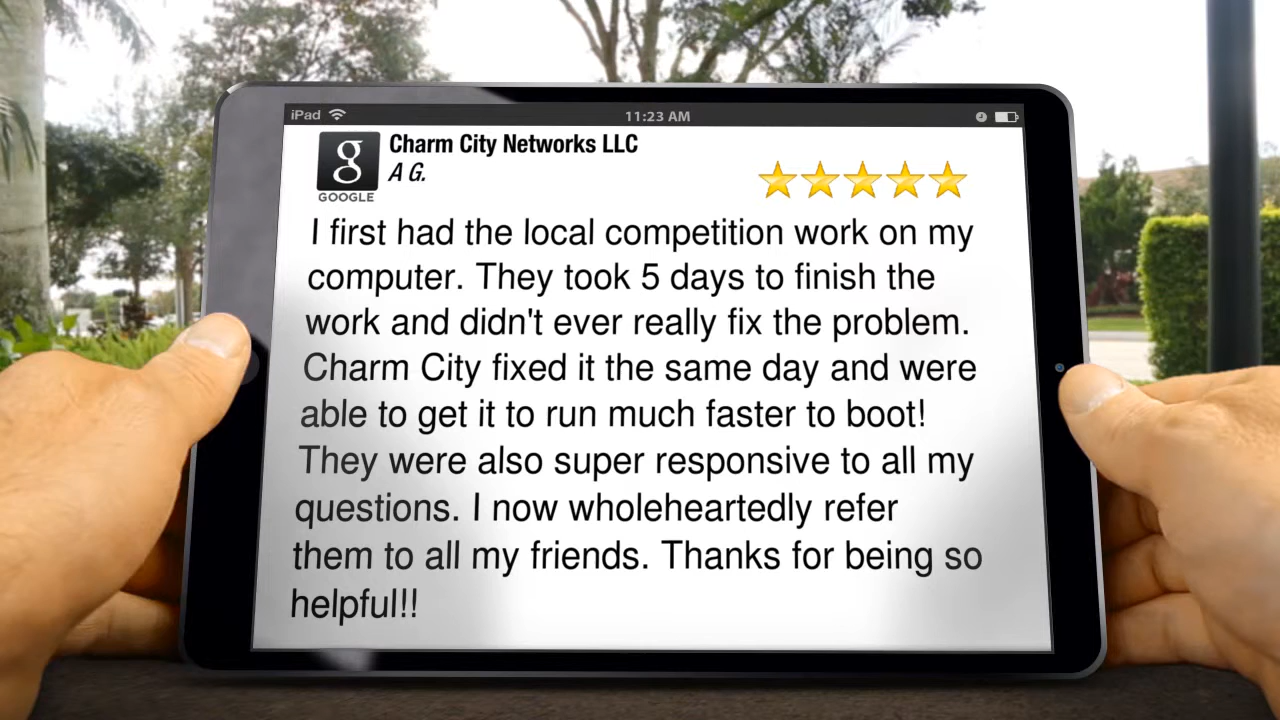 iPad
11:23 AM
g
GOOGLE
Charm City Networks LLC
A G.
I first had the local competition work on my
computer. They took 5 days to finish the
work and didn't ever really fix the problem.
Charm City fixed it the same day and were
able to get it to run much faster to boot!
They were also super responsive to all my
questions. I now wholeheartedly refer
them to all my friends. Thanks for being so
helpful!!